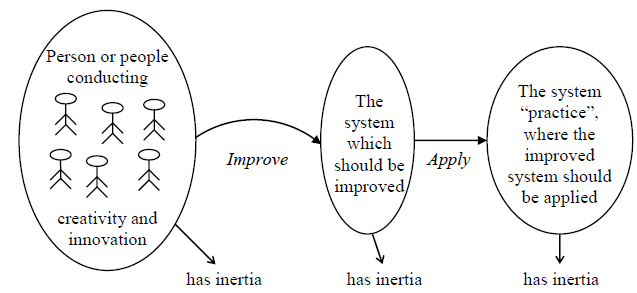 Person or people
conducting
creativity and
innovation
Improve
The
system
which
should be
improved
Apply
The system
“practice”,
where the
improved
system should
be applied
has inertia
has inertia
has inertia